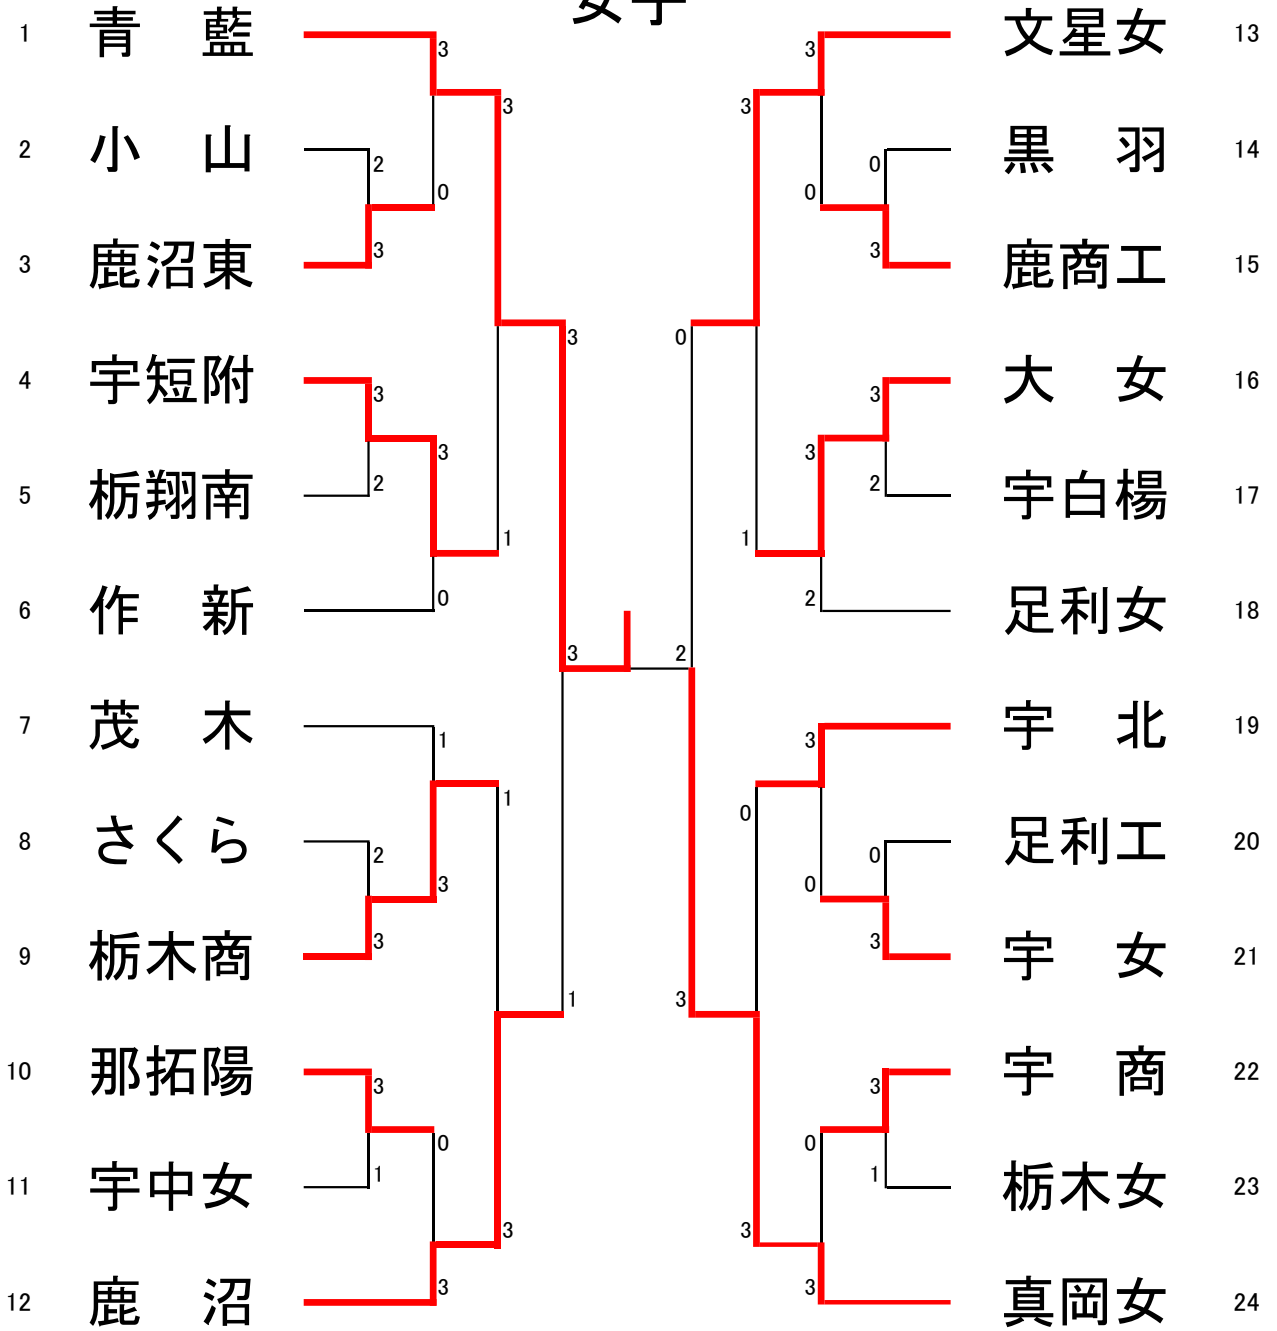 女子
1 青 藍 3 3 文星女 13
3 3
2 小 山 2 0 黒 羽 14
0 0
3 鹿沼東 3 3 鹿商工 15
3 0
4 宇短附 3 3 大 女 16
3 3
5 栃翔南 2 2 宇白楊 17
1 1
6 作 新 0 2 足利女 18
3 2
7 茂 木 1 3 宇 北 19
1 0
8 さくら 2 0 足利工 20
3 0
9 栃木商 3 3 宇 女 21
1 3
10 那拓陽 3 3 宇 商 22
0 0
11 宇中女 1 1 栃木女 23
3 3
12 鹿 沼 3 3 真岡女 24